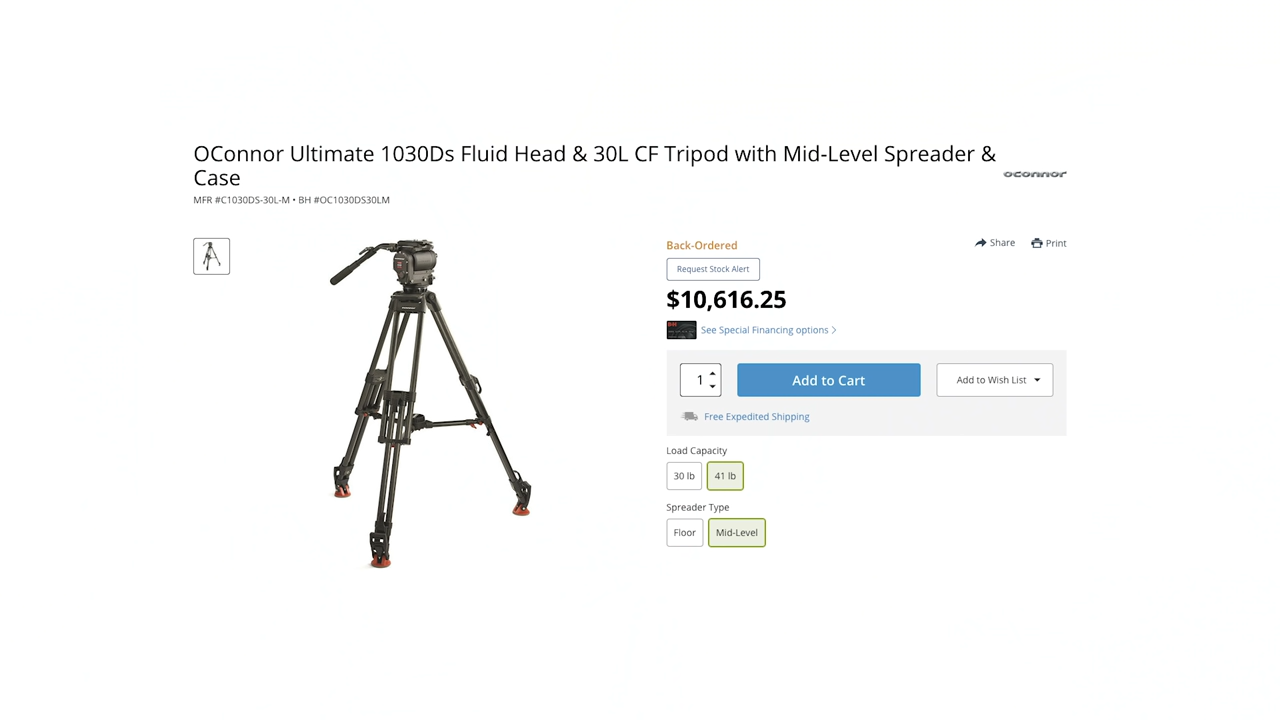 OConnor Ultimate 1030Ds Fluid Head & 30L CF Tripod with Mid-Level Spreader &
Case
oconnor
MFR #C1030DS-30L-M • BH #OC1030DS30LM
Back-Ordered
Share
Print
Request Stock Alert
$10,616.25
See Special Financing options >
1
Add to Cart
Add to Wish List
Free Expedited Shipping
Load Capacity
30 lb
41 lb
Spreader Type
Floor
Mid-Level